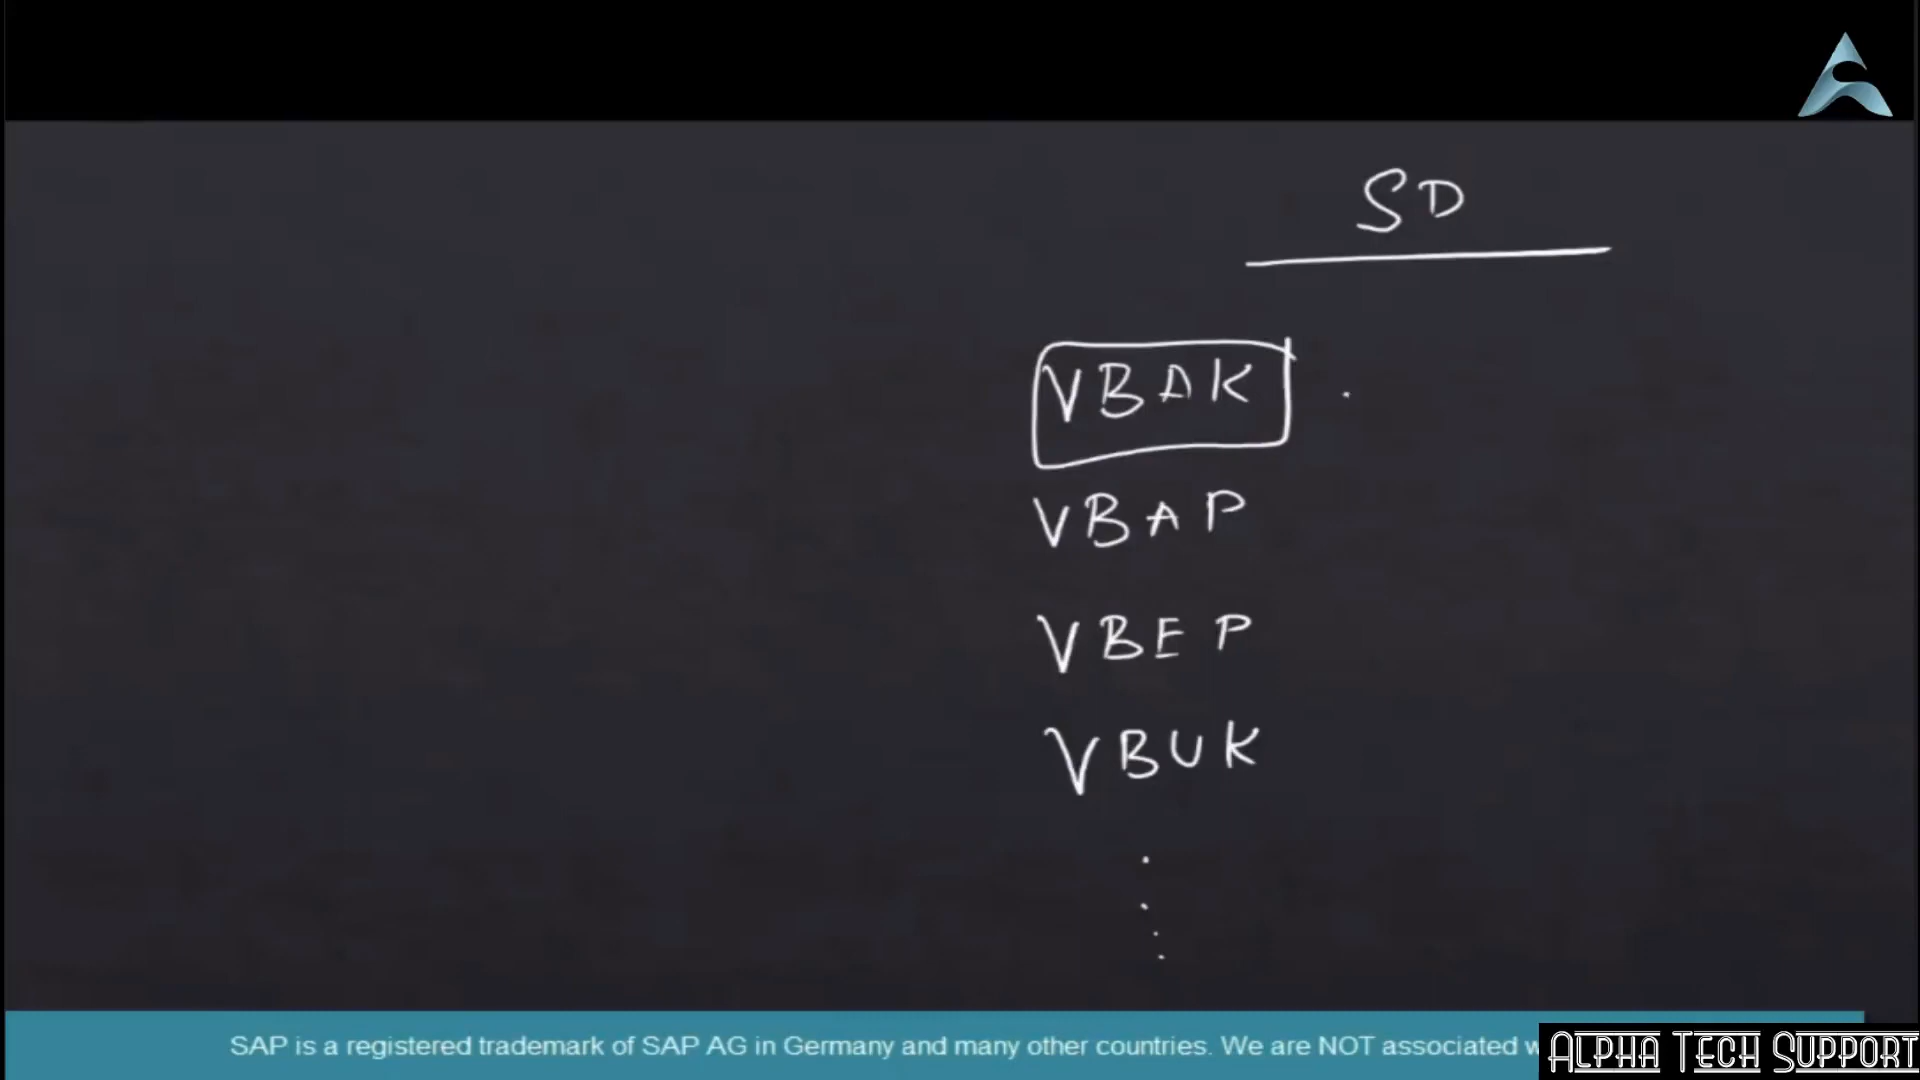 SD
VBAK
VBAP
VBEP
VBUK
SAP is a registered trademark of SAP AG in Germany and many other countries. We are NOT associated
ALPHA TECH SUPPORT